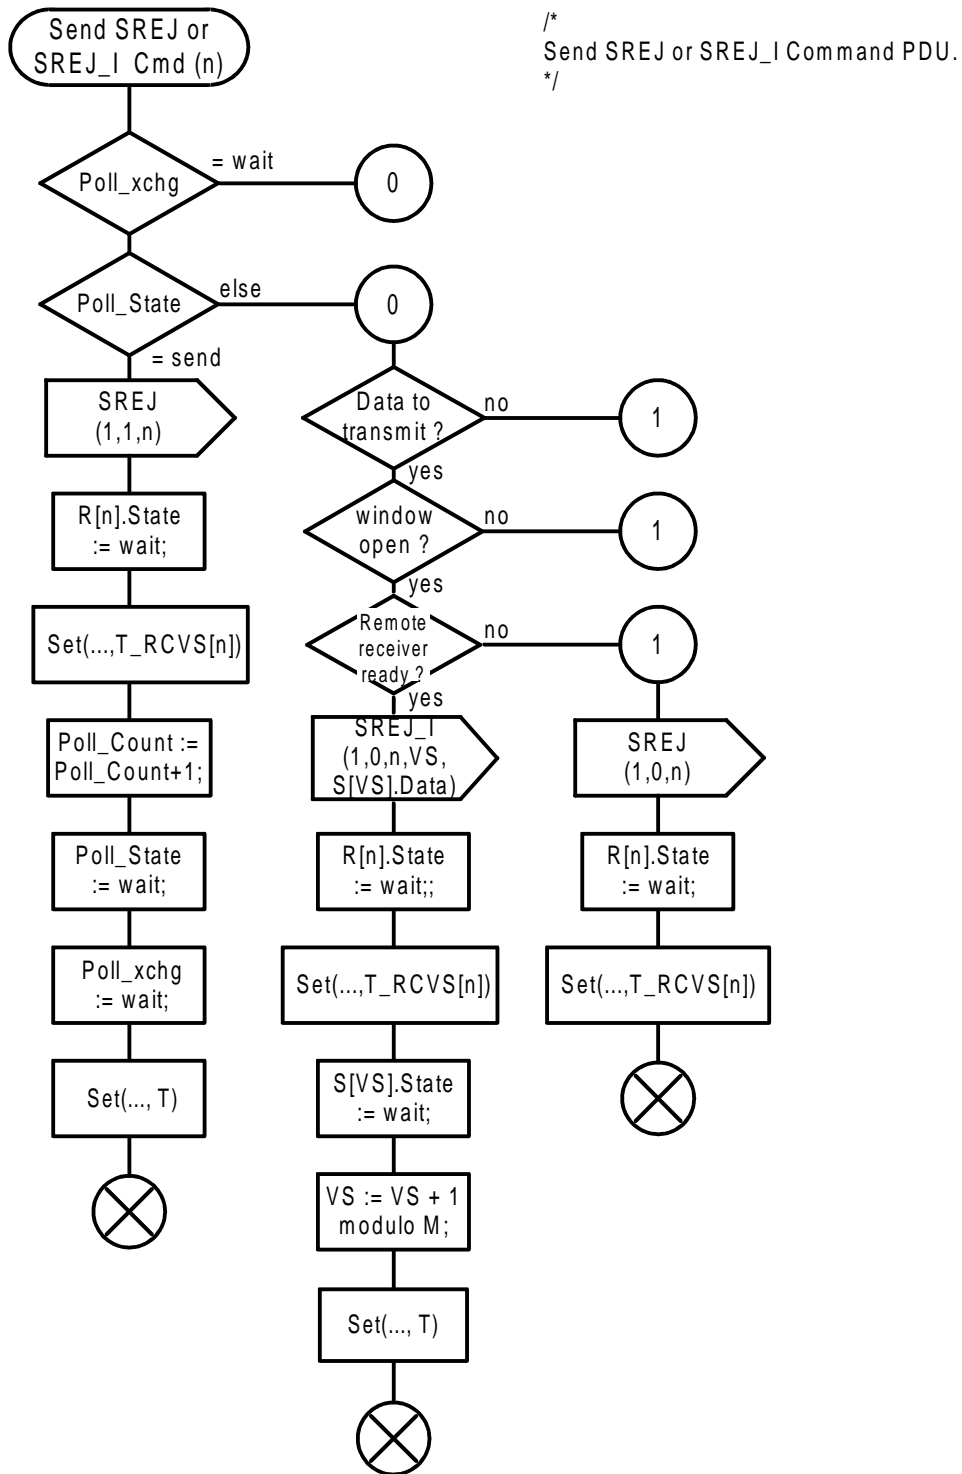 Send SREJ or
SREJ_I Cmd (n)
/*
Send SREJ or SREJ_I Command PDU.
*/
Poll_xchg
= wait
0
Poll_State
else
0
= send
SREJ
(1,1,n)
R[n].State
:= wait;
Set(...,T_RCVS[n])
Poll_Count :=
Poll_Count+1;
Poll_State
:= wait;
Poll_xchg
:= wait;
Set(..., T)
Data to
transmit ?
no
1
yes
window
open ?
no
1
yes
Remote
receiver
ready ?
no
1
yes
SREJ_I
(1,0,n,VS,
S[VS].Data)
R[n].State
:= wait;;
Set(...,T_RCVS[n])
S[VS].State
:= wait;
VS := VS + 1
modulo M;
Set(..., T)
SREJ
(1,0,n)
R[n].State
:= wait;
Set(...,T_RCVS[n])